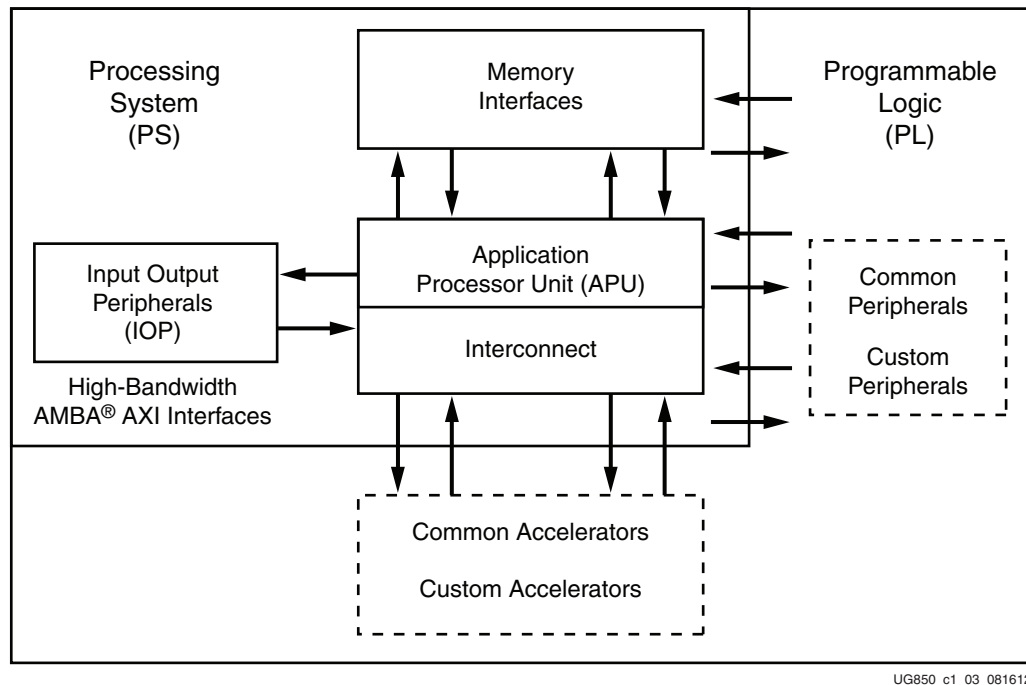 Processing
System
(PS)
Memory
Interfaces
Programmable
Logic
(PL)
Input Output
Peripherals
(IOP)
Application
Processor Unit (APU)
Interconnect
Common
Peripherals
Custom
Peripherals
High-Bandwidth
AMBA® AXI Interfaces
Common Accelerators
Custom Accelerators
UG850_c1_03_081612